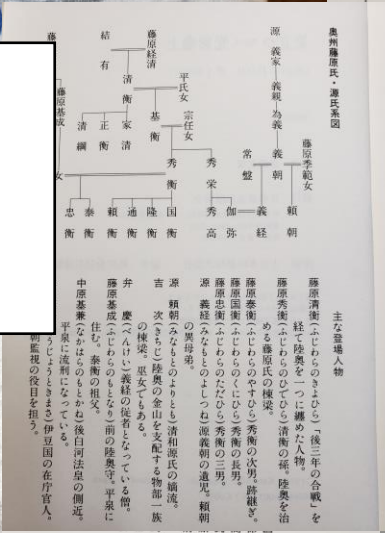 奥州藤原氏・源氏系図
源 義家
義親
為義
義朝
藤原季範女
頼朝
常盤
義経
藤原経清
結有
清衡
平氏女
家清
正衡
清綱
基衡
宗任女
秀衡
秀栄
秀高
伽弥
国衡
隆衡
通衡
頼衡
泰衡
忠衡
藤原基成
女
主な登場人物
藤原清衡(ふじわらのきよひら)「後三年の合戦」を
経て陸奥を一つに纏めた人物。
藤原秀衡(ふじわらのひでひら)清衡の孫。陸奥を治
める藤原氏の棟梁。
藤原泰衡(ふじわらのやすひら)秀衡の次男。跡継ぎ。
藤原国衡(ふじわらのくにひら)秀衡の長男。
藤原忠衡(ふじわらのただひら)秀衡の三男。
源 義経(みなもとのよしつね)源義朝の遺児。頼朝
の異母弟。
源 頼朝(みなもとのよりとも)清和源氏の嫡流。
吉 次(きちじ)陸奥の金山を支配する物部一族
の棟梁。巫女でもある。
弁 慶(べんけい)義経の従者となっている僧。
藤原基成(ふじわらのもとなり)前の陸奥守。平泉に
住む。泰衡の祖父。
中原基兼(なかはらのもとかね)後白河法皇の側近。
平泉に流刑になっている。
うじょうときまさ)伊豆国の在庁官人。
朝監視の役目を担う。